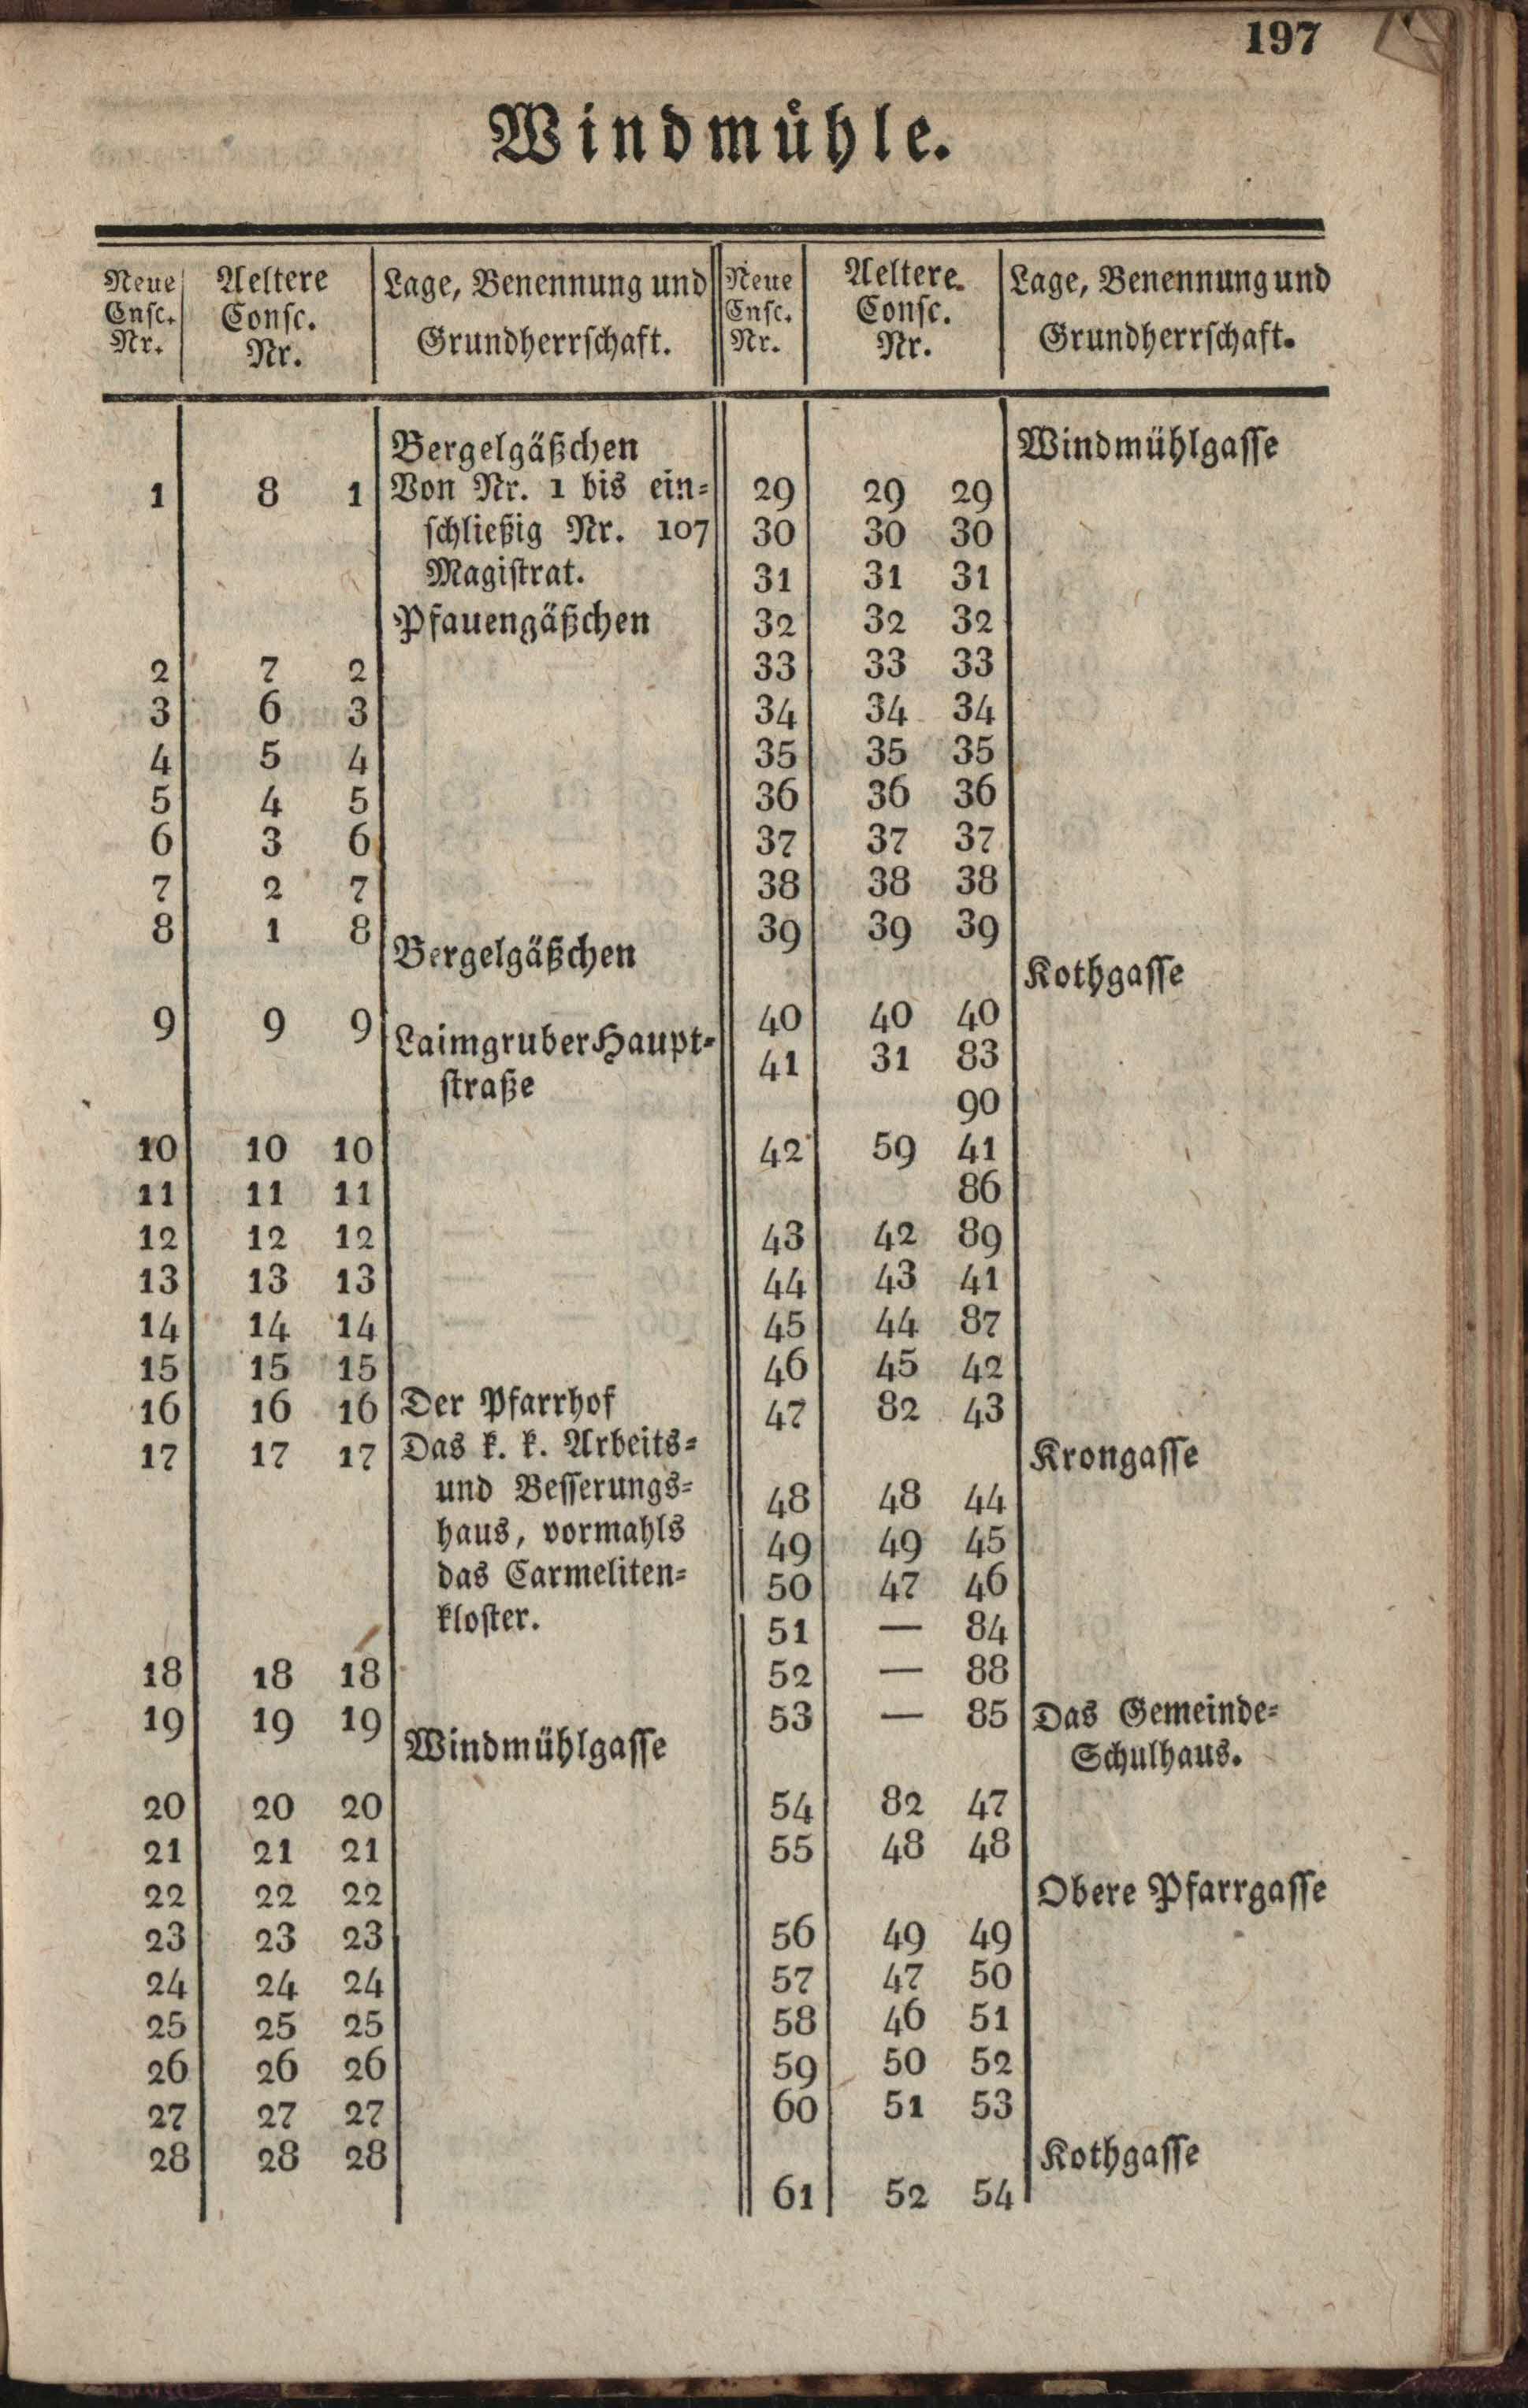 197
Windmühle.
Neue Cnsc. Nr. | Aeltere Consc. Nr. | Lage, Benennung und Grundherrschaft.
Bergelgäßchen
1 8 1 Von Nr. 1 bis ein-
schließig Nr. 107
Magistrat.
Pfauengäßchen
2 7 2
3 6 3
4 5 4
5 4 5
6 3 6
7 2 7
8 1 8
Bergelgäßchen
9 9 9
Laimgruber Haupt-
straße
10 10 10
11 11 11
12 12 12
13 13 13
14 14 14
15 15 15
16 16 16 Der Pfarrhof
17 17 17 Das k. k. Arbeits-
und Besserungs-
haus, vormahls
das Carmeliten-
kloster.
18 18 18
19 19 19
Windmühlgasse
20 20 20
21 21 21
22 22 22
23 23 23
24 24 24
25 25 25
26 26 26
27 27 27
28 28 28
Neue Cnsc. Nr. | Aeltere Consc. Nr. | Lage, Benennung und Grundherrschaft.
Windmühlgasse
29 29 29
30 30 30
31 31 31
32 32 32
33 33 33
34 34 34
35 35 35
36 36 36
37 37 37
38 38 38
39 39 39
Kothgasse
40 40 40
41 31 83
90
42 59 41
86
43 42 89
44 43 41
45 44 87
46 45 42
47 82 43
Krongasse
48 48 44
49 49 45
50 47 46
51 — 84
52 — 88
53 — 85 Das Gemeinde-
Schulhaus.
54 82 47
55 48 48
Obere Pfarrgasse
56 49 49
57 47 50
58 46 51
59 50 52
60 51 53
Kothgasse
61 52 54